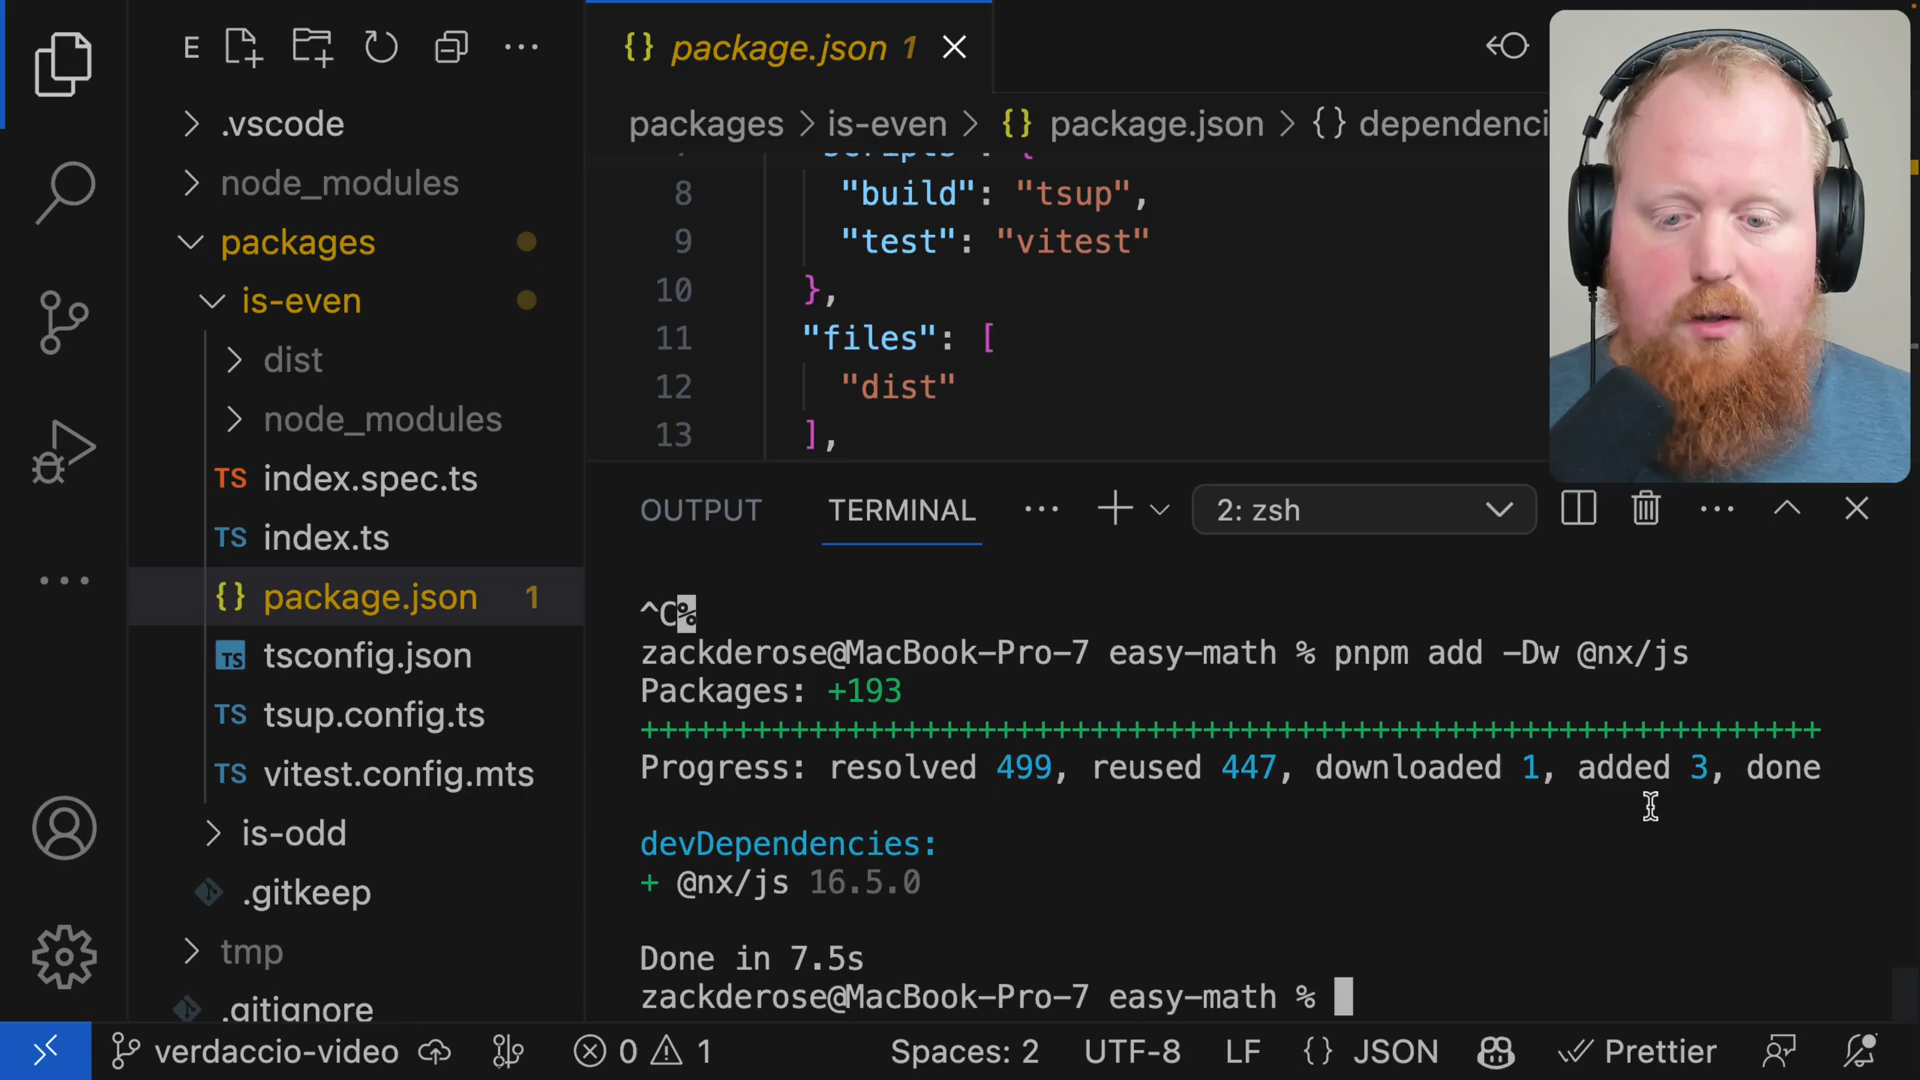 E
package.json 1
.vscode
node_modules
packages
is-even
dist
node_modules
TS index.spec.ts
TS index.ts
{} package.json 1
TS tsconfig.json
TS tsup.config.ts
TS vitest.config.mts
is-odd
.gitkeep
tmp
.gitignore
packages > is-even > {} package.json > {} dependenci
7 "scripts": {
8 "build": "tsup",
9 "test": "vitest"
10 },
11 "files": [
12 "dist"
13 ],
OUTPUT TERMINAL ... 2: zsh
^C%
zackderose@MacBook-Pro-7 easy-math % pnpm add -Dw @nx/js
Packages: +193
++++++++++++++++++++++++++++++++++++++++++++++++++++++++++++++++
Progress: resolved 499, reused 447, downloaded 1, added 3, done
devDependencies:
+ @nx/js 16.5.0
Done in 7.5s
zackderose@MacBook-Pro-7 easy-math %
verdaccio-video 0 1 Spaces: 2 UTF-8 LF {} JSON Prettier